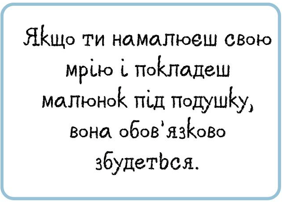 Якщо ти намалюєш свою
мрію і покладеш
малюнок під подушку,
вона обов'язково
збудеться.